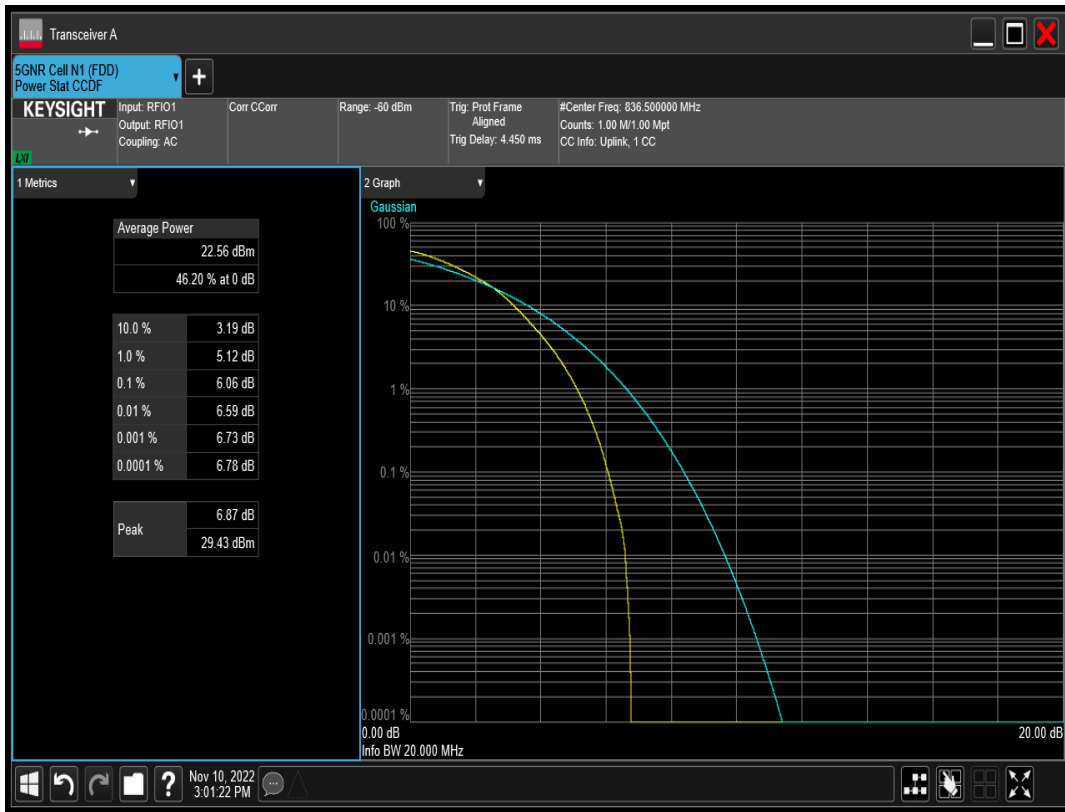 Transceiver A
5GNR Cell N1 (FDD)
Power Stat CCDF
+
KEYSIGHT
LXI
Input: RFIO1
Output: RFIO1
Coupling: AC
Corr CCorr
Range: -60 dBm
Trig: Prot Frame
Aligned
Trig Delay: 4.450 ms
#Center Freq: 836.500000 MHz
Counts: 1.00 M/1.00 Mpt
CC Info: Uplink, 1 CC
1 Metrics
Average Power
22.56 dBm
46.20 % at 0 dB
10.0 % 3.19 dB
1.0 % 5.12 dB
0.1 % 6.06 dB
0.01 % 6.59 dB
0.001 % 6.73 dB
0.0001 % 6.78 dB
Peak 6.87 dB
29.43 dBm
2 Graph
Gaussian
100 %
10 %
1 %
0.1 %
0.01 %
0.001 %
0.0001 %
0.00 dB 20.00 dB
Info BW 20.000 MHz
?
Nov 10, 2022
3:01:22 PM